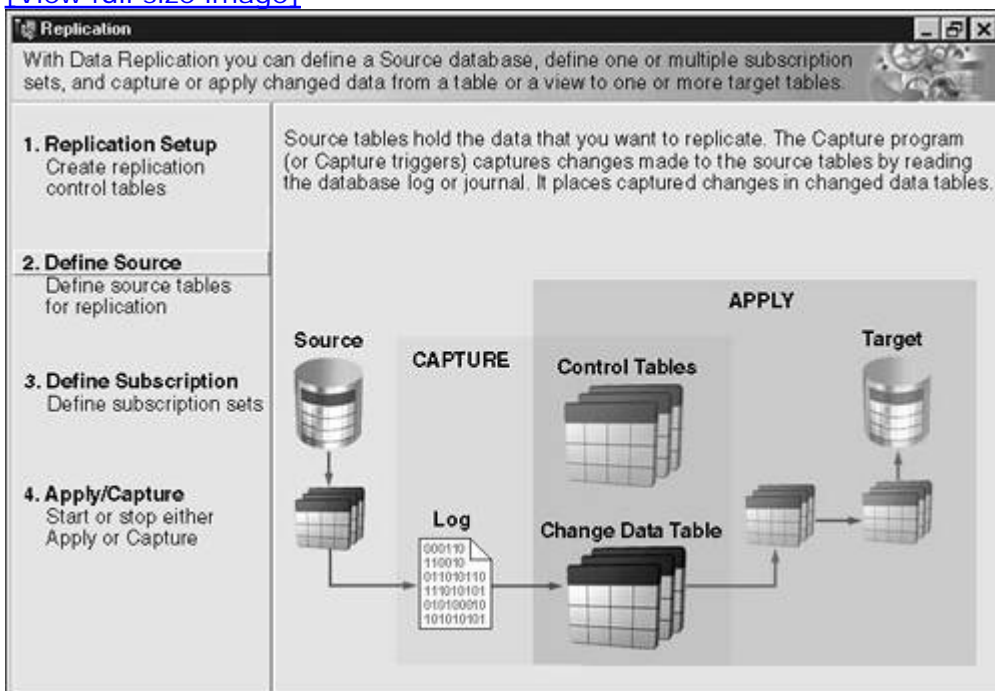 [View full size image]
Replication
With Data Replication you can define a Source database, define one or multiple subscription
sets, and capture or apply changed data from a table or a view to one or more target tables.
1. Replication Setup
Create replication
control tables
2. Define Source
Define source tables
for replication
3. Define Subscription
Define subscription sets
4. Apply/Capture
Start or stop either
Apply or Capture
Source tables hold the data that you want to replicate. The Capture program
(or Capture triggers) captures changes made to the source tables by reading
the database log or journal. It places captured changes in changed data tables.
APPLY
Source
CAPTURE
Control Tables
Target
Log
Change Data Table
000110
110010
011010110
111010101
010100010
101010101